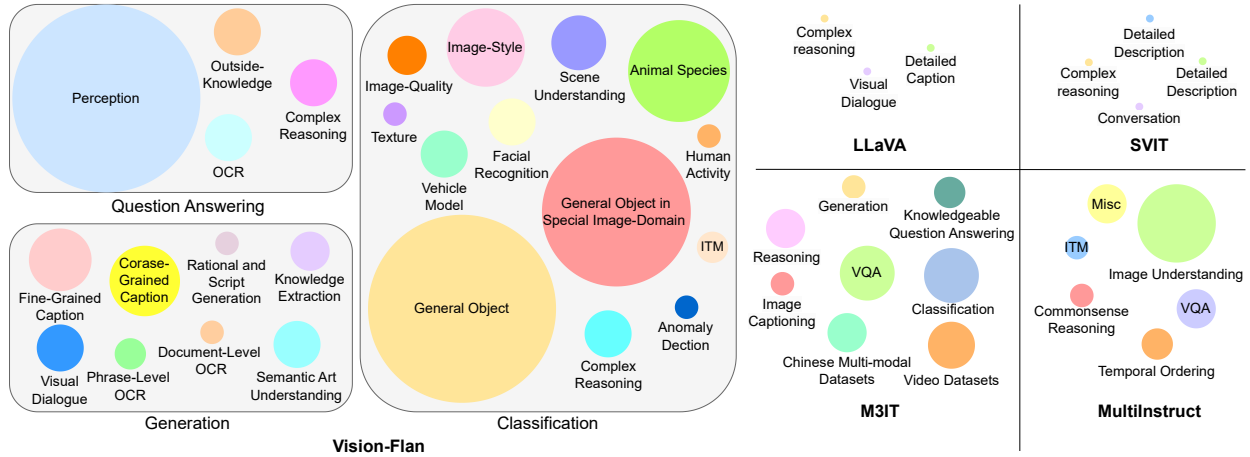 Perception
Outside-
Knowledge
Complex
Reasoning
OCR
Question Answering
Fine-Grained
Caption
Corase-
Grained
Caption
Rational and
Script
Generation
Knowledge
Extraction
Visual
Dialogue
Phrase-Level
OCR
Document-Level
OCR
Semantic Art
Understanding
Generation
Image-Quality
Image-Style
Scene
Understanding
Animal Species
Texture
Vehicle
Model
Facial
Recognition
Human
Activity
General Object in
Special Image-Domain
ITM
General Object
Complex
Reasoning
Anomaly
Dection
Classification
Vision-Flan
Complex
reasoning
Visual
Dialogue
Detailed
Caption
LLaVA
Detailed
Description
Complex
reasoning
Detailed
Description
Conversation
SVIT
Generation
Knowledgeable
Question Answering
Reasoning
VQA
Image
Captioning
Classification
Chinese Multi-modal
Datasets
Video Datasets
M3IT
Misc
ITM
Image Understanding
Commonsense
Reasoning
VQA
Temporal Ordering
MultiInstruct